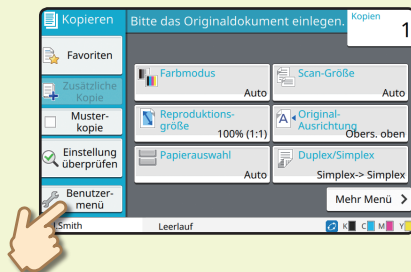 Kopieren
Bitte das Originaldokument einlegen.
Kopien
1
Favoriten
Zusätzliche
Kopie
Muster-
kopie
Einstellung
überprüfen
Benutzer-
menü
Farbmodus
Auto
Scan-Größe
Auto
Reproduktions-
größe
100% (1:1)
Original-
Ausrichtung
Obers. oben
Papierauswahl
Auto
Duplex/Simplex
Simplex-> Simplex
Mehr Menü
.Smith
Leerlauf
K C M Y